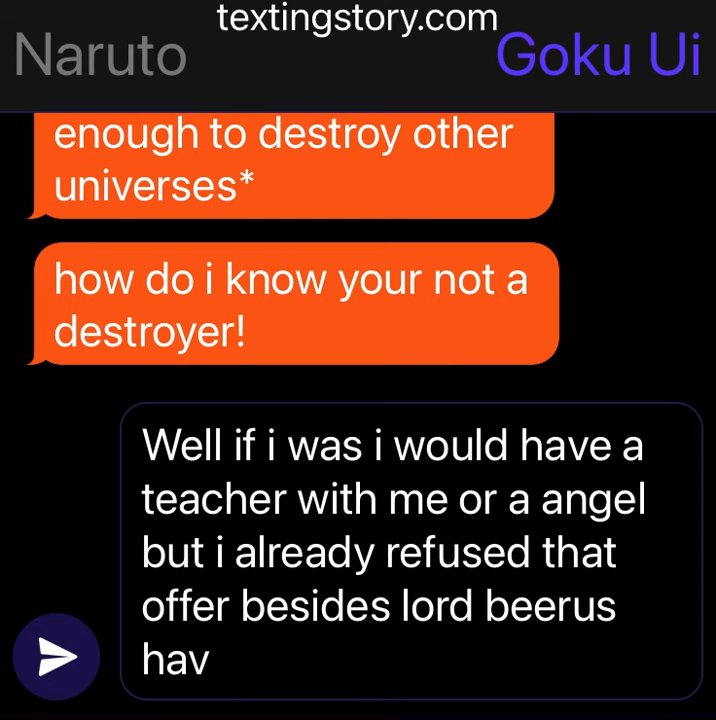 textingstory.com
Naruto
Goku Ui
enough to destroy other
universes*
how do i know your not a
destroyer!
Well if i was i would have a
teacher with me or a angel
but i already refused that
offer besides lord beerus
hav